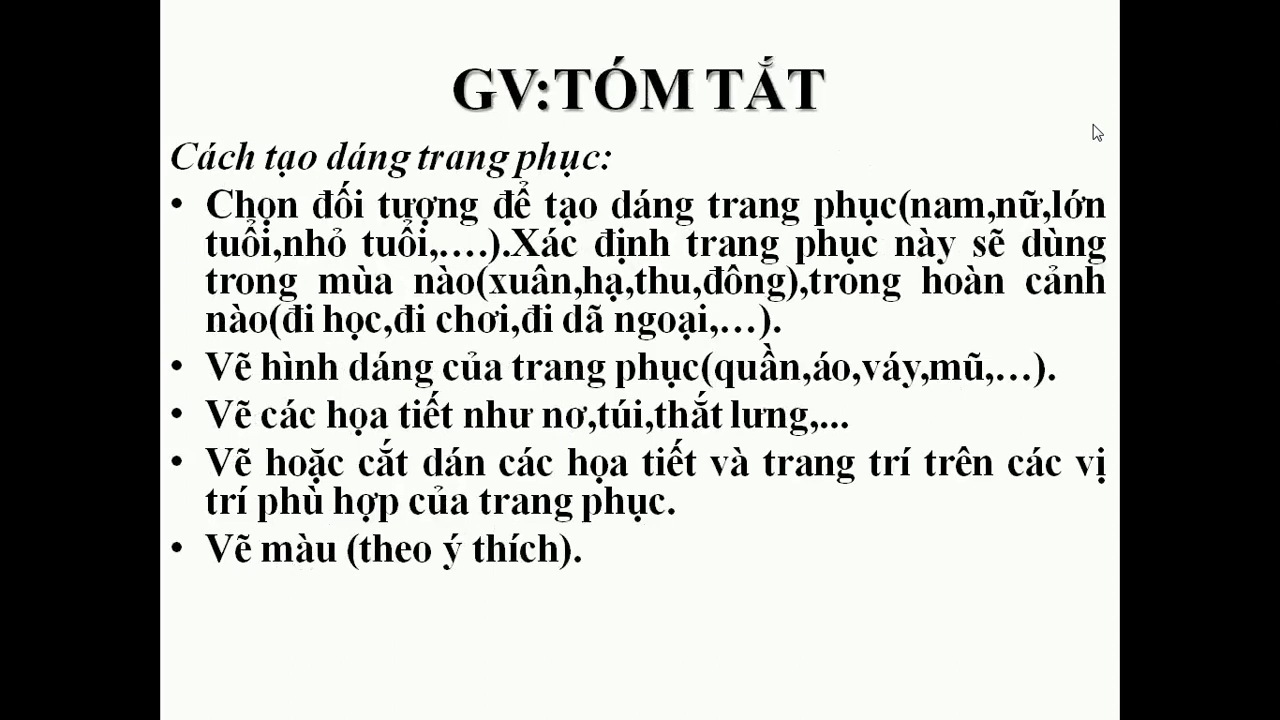 GV:TÓM TẮT
Cách tạo dáng trang phục:
• Chọn đối tượng để tạo dáng trang phục(nam,nữ,lớn
tuổi,nhỏ tuổi,….).Xác định trang phục này sẽ dùng
trong mùa nào(xuân,hạ,thu,đông),trong hoàn cảnh
nào(đi học,đi chơi,đi dã ngoại,…).
• Vẽ hình dáng của trang phục(quần,áo,váy,mũ,…).
• Vẽ các họa tiết như nơ,túi,thắt lưng,...
• Vẽ hoặc cắt dán các họa tiết và trang trí trên các vị
trí phù hợp của trang phục.
• Vẽ màu (theo ý thích).